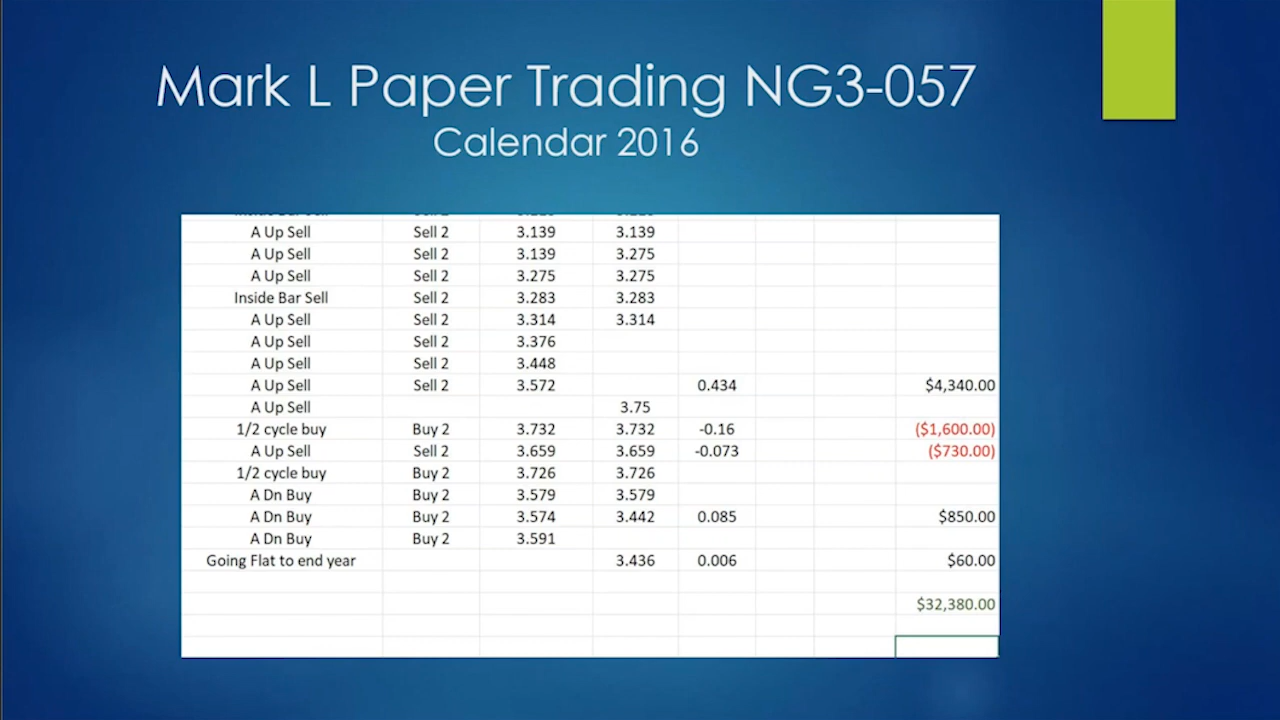 Mark L Paper Trading NG3-057
Calendar 2016
A Up Sell Sell 2 3.139 3.139
A Up Sell Sell 2 3.139 3.275
A Up Sell Sell 2 3.275 3.275
Inside Bar Sell Sell 2 3.283 3.283
A Up Sell Sell 2 3.314 3.314
A Up Sell Sell 2 3.376
A Up Sell Sell 2 3.448
A Up Sell Sell 2 3.572 0.434 $4,340.00
A Up Sell 3.75
1/2 cycle buy Buy 2 3.732 3.732 -0.16 ($1,600.00)
A Up Sell Sell 2 3.659 3.659 -0.073 ($730.00)
1/2 cycle buy Buy 2 3.726 3.726
A Dn Buy Buy 2 3.579 3.579
A Dn Buy Buy 2 3.574 3.442 0.085 $850.00
A Dn Buy Buy 2 3.591
Going Flat to end year 3.436 0.006 $60.00
$32,380.00